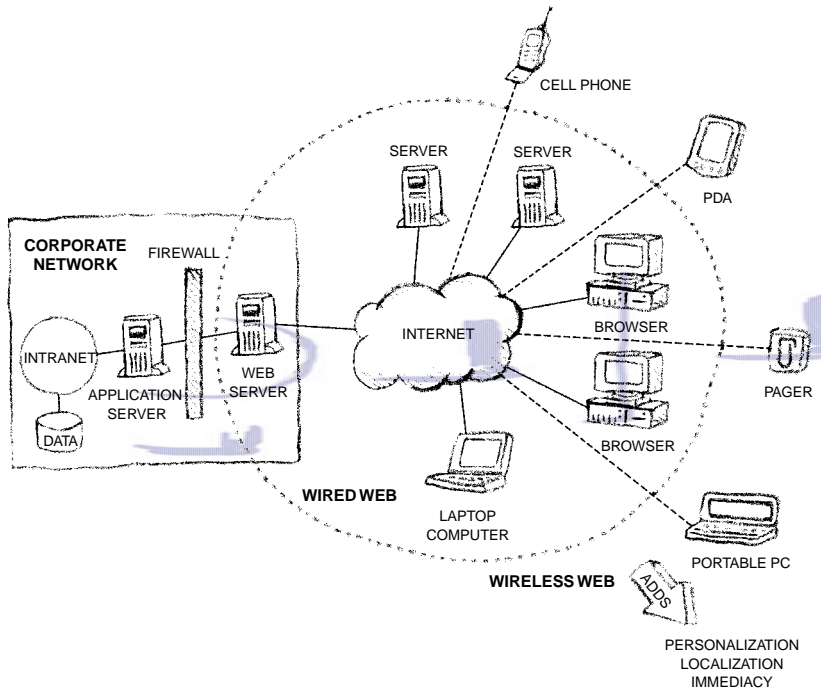 CELL PHONE
SERVER
SERVER
PDA
CORPORATE
NETWORK
FIREWALL
INTERNET
BROWSER
INTRANET
WEB
SERVER
APPLICATION
SERVER
PAGER
DATA
BROWSER
WIRED WEB
LAPTOP
COMPUTER
PORTABLE PC
WIRELESS WEB
ADDS
PERSONALIZATION
LOCALIZATION
IMMEDIACY